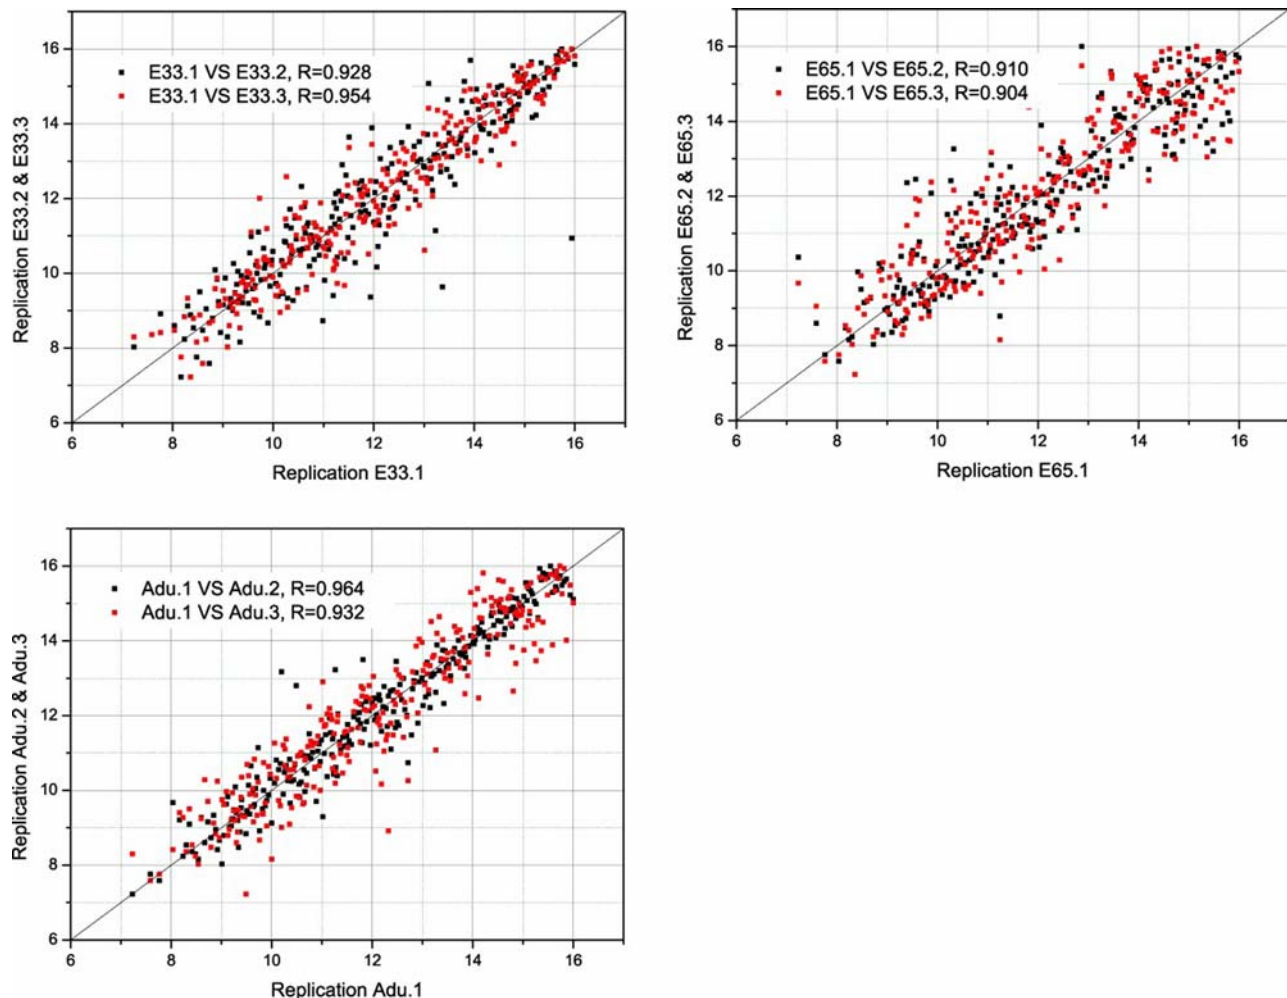 16
14
12
10
8
6
Replication E33.2 & E33.3
E33.1 VS E33.2, R=0.928
E33.1 VS E33.3, R=0.954
6 8 10 12 14 16
Replication E33.1
16
14
12
10
8
6
Replication E65.2 & E65.3
E65.1 VS E65.2, R=0.910
E65.1 VS E65.3, R=0.904
6 8 10 12 14 16
Replication E65.1
16
14
12
10
8
6
Replication Adu.2 & Adu.3
Adu.1 VS Adu.2, R=0.964
Adu.1 VS Adu.3, R=0.932
6 8 10 12 14 16
Replication Adu.1